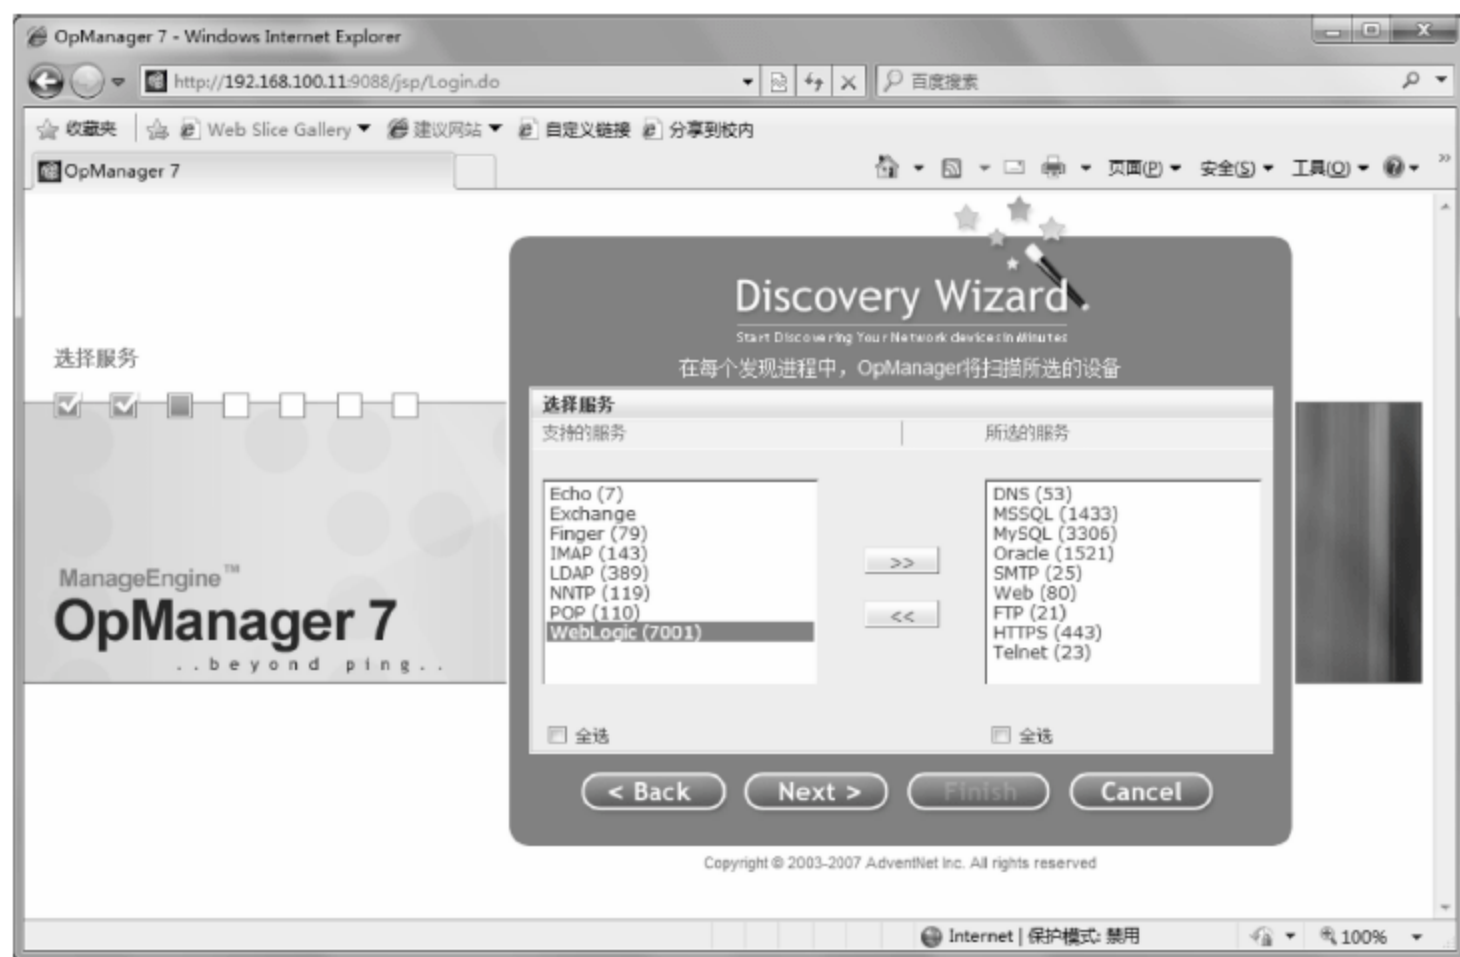 OpManager 7 - Windows Internet Explorer
http://192.168.100.11:9088/jsp/Login.do
百度搜索
收藏夹 Web Slice Gallery 建议网站 自定义链接 分享到校内
OpManager 7
页面(P) 安全(S) 工具(O)
Discovery Wizard
Start Discovering Your Network devices in Minutes
在每个发现进程中，OpManager将扫描所选的设备
选择服务
选择服务
支持的服务
所选的服务
Echo (7)
Exchange
Finger (79)
IMAP (143)
LDAP (389)
NNTP (119)
POP (110)
WebLogic (7001)
>>
<<
DNS (53)
MSSQL (1433)
MySQL (3306)
Oracle (1521)
SMTP (25)
Web (80)
FTP (21)
HTTPS (443)
Telnet (23)
ManageEngine™
OpManager 7
..beyond ping..
全选
全选
< Back
Next >
Finish
Cancel
Copyright © 2003-2007 AdventNet Inc. All rights reserved
Internet | 保护模式: 禁用
100%